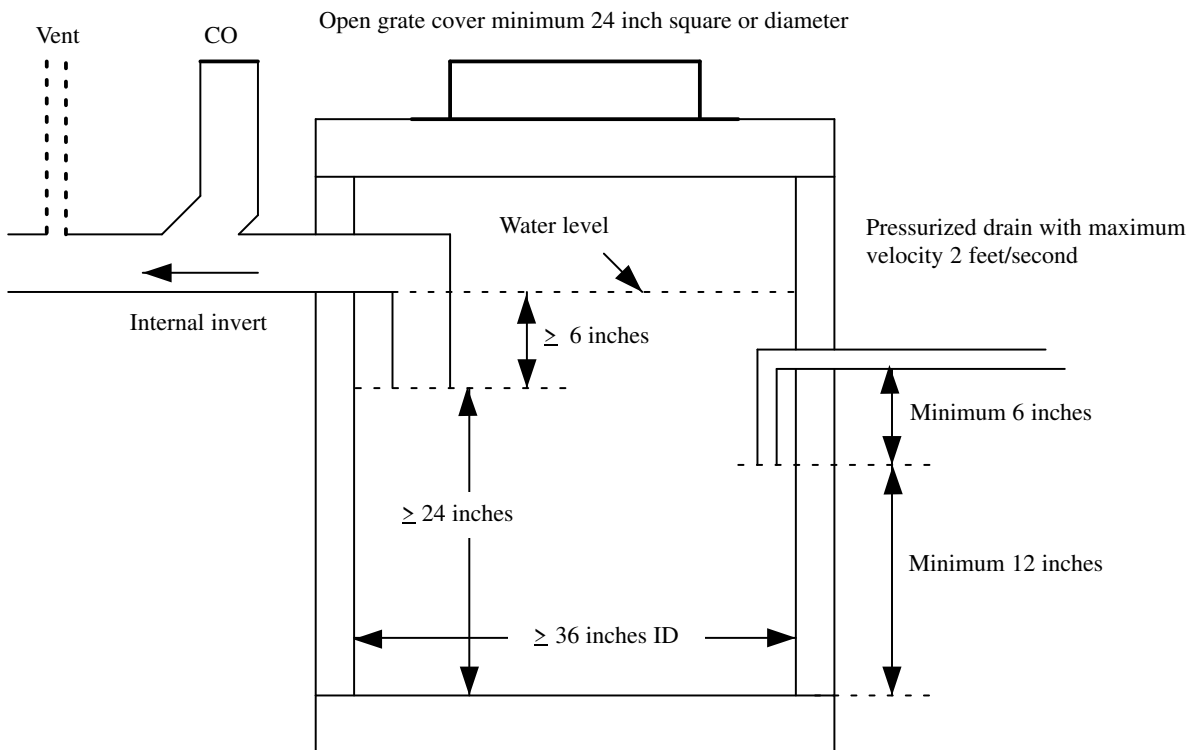 Open grate cover minimum 24 inch square or diameter
Vent
CO
Water level
Pressurized drain with maximum
velocity 2 feet/second
Internal invert
≥ 6 inches
Minimum 6 inches
≥ 24 inches
Minimum 12 inches
≥ 36 inches ID